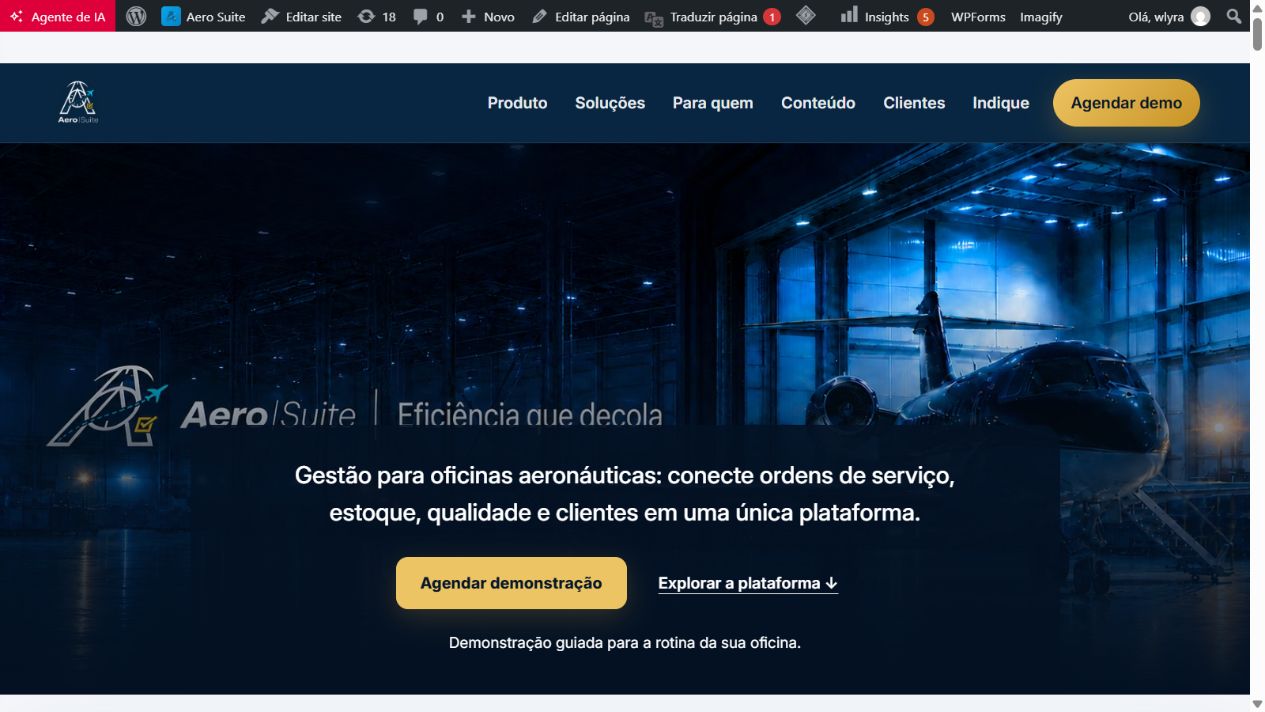 Agente de IA
Aero Suite
Editar site
18
0
Novo
Editar página
Traduzir página 1
Insights 5
WPForms
Imagify
Olá, wlyra
Aero|Suite
Produto
Soluções
Para quem
Conteúdo
Clientes
Indique
Agendar demo
Aero|Suite | Eficiência que decola
Gestão para oficinas aeronáuticas: conecte ordens de serviço,
estoque, qualidade e clientes em uma única plataforma.
Agendar demonstração
Explorar a plataforma ↓
Demonstração guiada para a rotina da sua oficina.